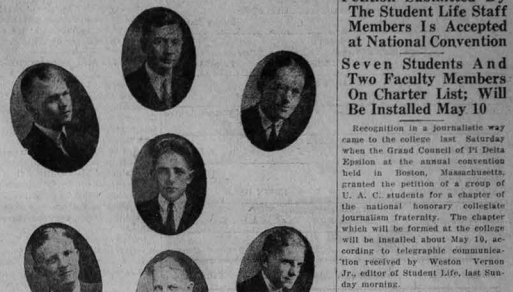 Petition Submitted By
The Student Life Staff
Members Is Accepted
at National Convention
Seven Students And
Two Faculty Members
On Charter List; Will
Be Installed May 10
Recognition in a journalistic way
came to the college last Saturday
when the Grand Council of Pi Delta
Epsilon at the annual convention
held in Boston, Massachusetts,
granted the petition of a group of
U. A. C. students for a chapter of
the national honorary collegiate
journalism fraternity. The chapter
which will be formed at the college
will be installed about May 10, ac-
cording to telegraphic communica-
tion received by Weston Vernon
Jr., editor of Student Life, last Sun-
day morning.